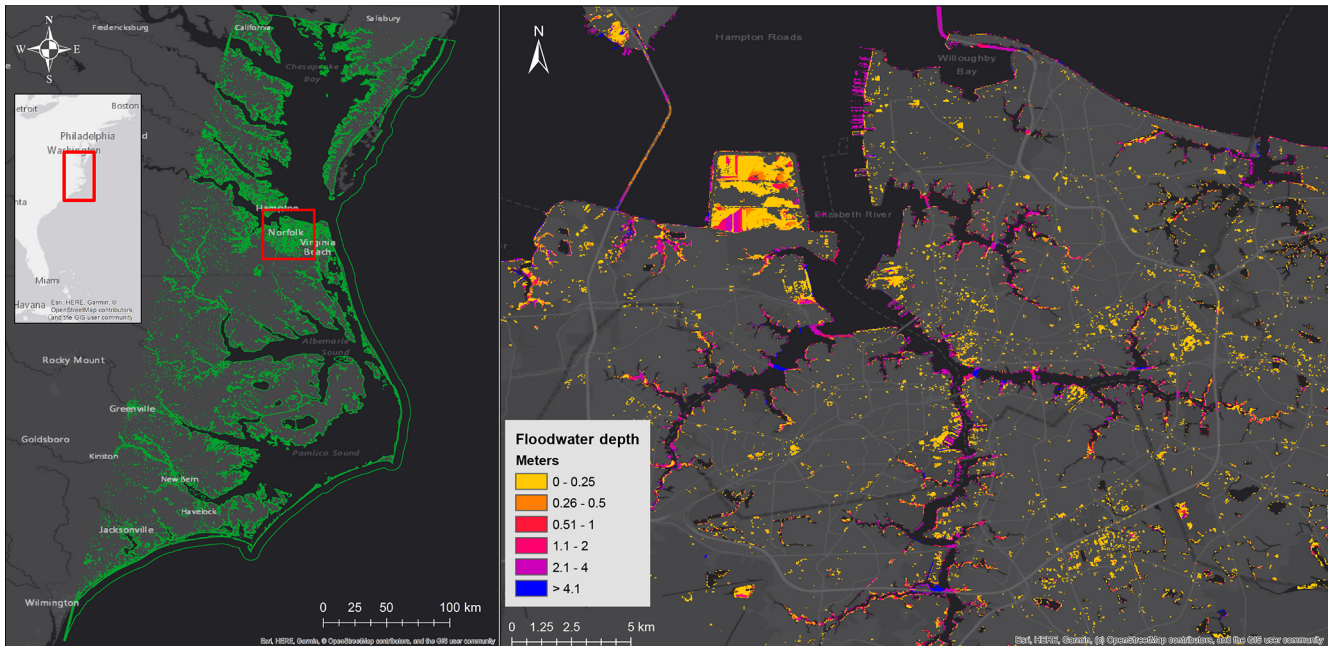 N
W E
S
Fredericksburg
California
Salisbury
Chesapeake
Bay
etroit
Boston
Philadelphia
Washington
d
nta
Miami
Havana
Esri, HERE, Garmin, ©
OpenStreetMap contributors,
and the GIS user community
Hampton
Norfolk
Virginia
Beach
Albemarle
Sound
Rocky Mount
Greenville
Goldsboro
Kinston
Pamlico Sound
New Bern
Havelock
Jacksonville
Wilmington
0 25 50 100 km
Esri, HERE, Garmin, © OpenStreetMap contributors, and the GIS user community
N
Hampton Roads
Willoughby
Bay
Elizabeth River
Floodwater depth
Meters
0 - 0.25
0.26 - 0.5
0.51 - 1
1.1 - 2
2.1 - 4
> 4.1
0 1.25 2.5 5 km
Esri, HERE, Garmin, (c) OpenStreetMap contributors, and the GIS user community